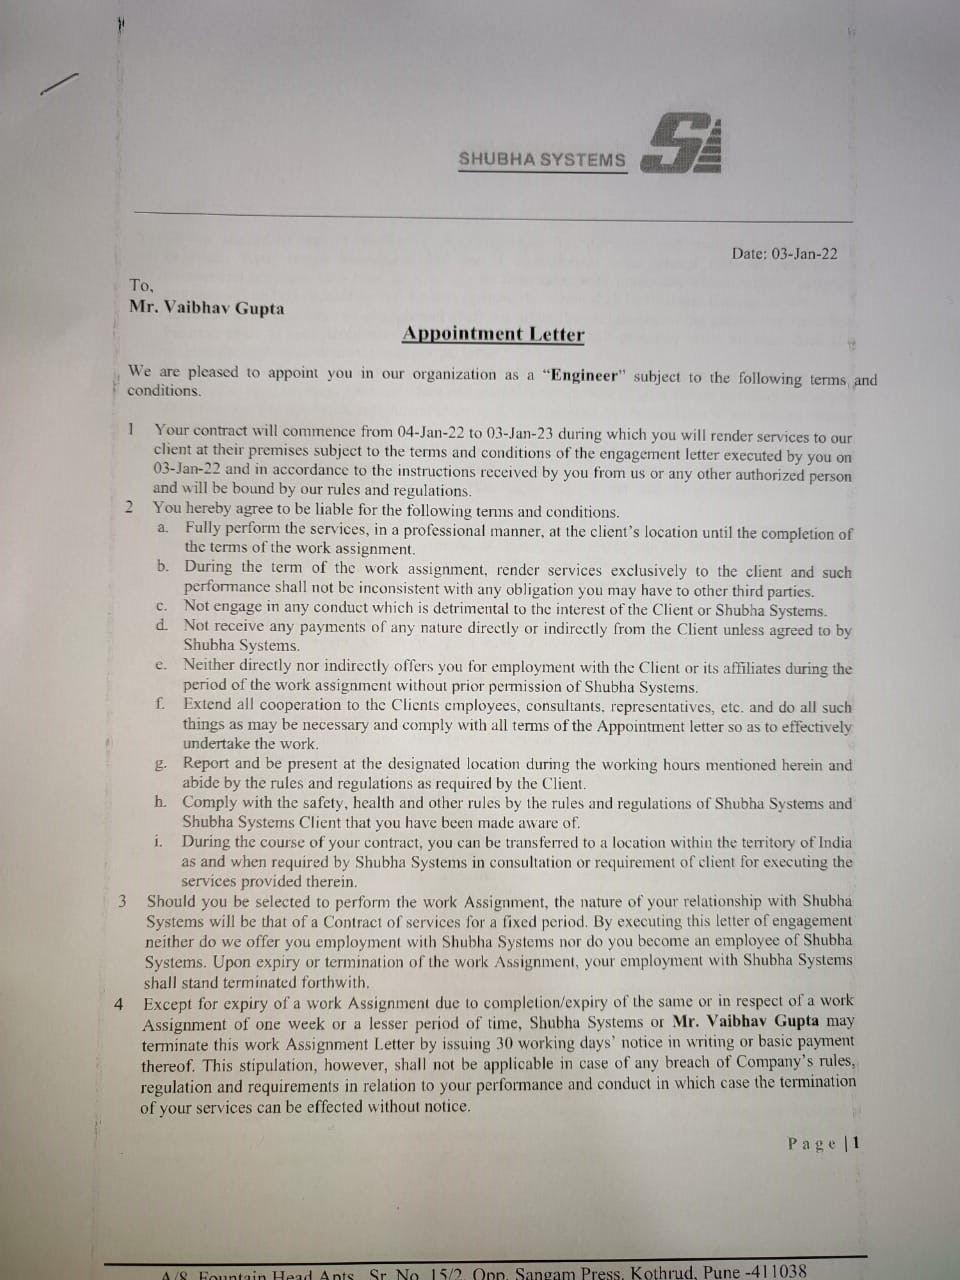 SHUBHA SYSTEMS
Date: 03-Jan-22
To,
Mr. Vaibhav Gupta
Appointment Letter
We are pleased to appoint you in our organization as a “Engineer” subject to the following terms and
conditions.
1 Your contract will commence from 04-Jan-22 to 03-Jan-23 during which you will render services to our
client at their premises subject to the terms and conditions of the engagement letter executed by you on
03-Jan-22 and in accordance to the instructions received by you from us or any other authorized person
and will be bound by our rules and regulations.
2 You hereby agree to be liable for the following terms and conditions.
a. Fully perform the services, in a professional manner, at the client’s location until the completion of
the terms of the work assignment.
b. During the term of the work assignment, render services exclusively to the client and such
performance shall not be inconsistent with any obligation you may have to other third parties.
c. Not engage in any conduct which is detrimental to the interest of the Client or Shubha Systems.
d. Not receive any payments of any nature directly or indirectly from the Client unless agreed to by
Shubha Systems.
e. Neither directly nor indirectly offers you for employment with the Client or its affiliates during the
period of the work assignment without prior permission of Shubha Systems.
f. Extend all cooperation to the Clients employees, consultants, representatives, etc. and do all such
things as may be necessary and comply with all terms of the Appointment letter so as to effectively
undertake the work.
g. Report and be present at the designated location during the working hours mentioned herein and
abide by the rules and regulations as required by the Client.
h. Comply with the safety, health and other rules by the rules and regulations of Shubha Systems and
Shubha Systems Client that you have been made aware of.
i. During the course of your contract, you can be transferred to a location within the territory of India
as and when required by Shubha Systems in consultation or requirement of client for executing the
services provided therein.
3 Should you be selected to perform the work Assignment, the nature of your relationship with Shubha
Systems will be that of a Contract of services for a fixed period. By executing this letter of engagement
neither do we offer you employment with Shubha Systems nor do you become an employee of Shubha
Systems. Upon expiry or termination of the work Assignment, your employment with Shubha Systems
shall stand terminated forthwith.
4 Except for expiry of a work Assignment due to completion/expiry of the same or in respect of a work
Assignment of one week or a lesser period of time, Shubha Systems or Mr. Vaibhav Gupta may
terminate this work Assignment Letter by issuing 30 working days’ notice in writing or basic payment
thereof. This stipulation, however, shall not be applicable in case of any breach of Company’s rules,
regulation and requirements in relation to your performance and conduct in which case the termination
of your services can be effected without notice.
Page | 1
A/8, Fountain Head Apts, Sr. No. 15/2, Opp. Sangam Press, Kothrud, Pune -411038